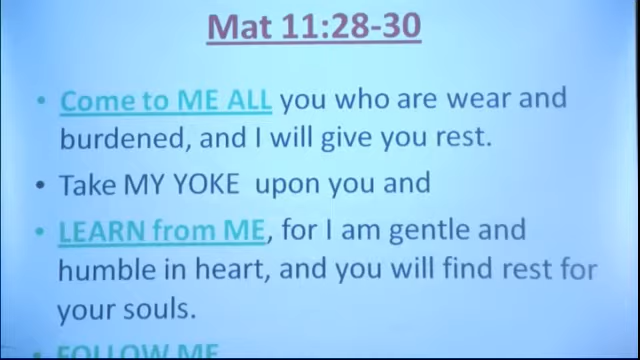 Mat 11:28-30
• Come to ME ALL you who are wear and
burdened, and I will give you rest.
• Take MY YOKE upon you and
• LEARN from ME, for I am gentle and
humble in heart, and you will find rest for
your souls.
• FOLLOW ME